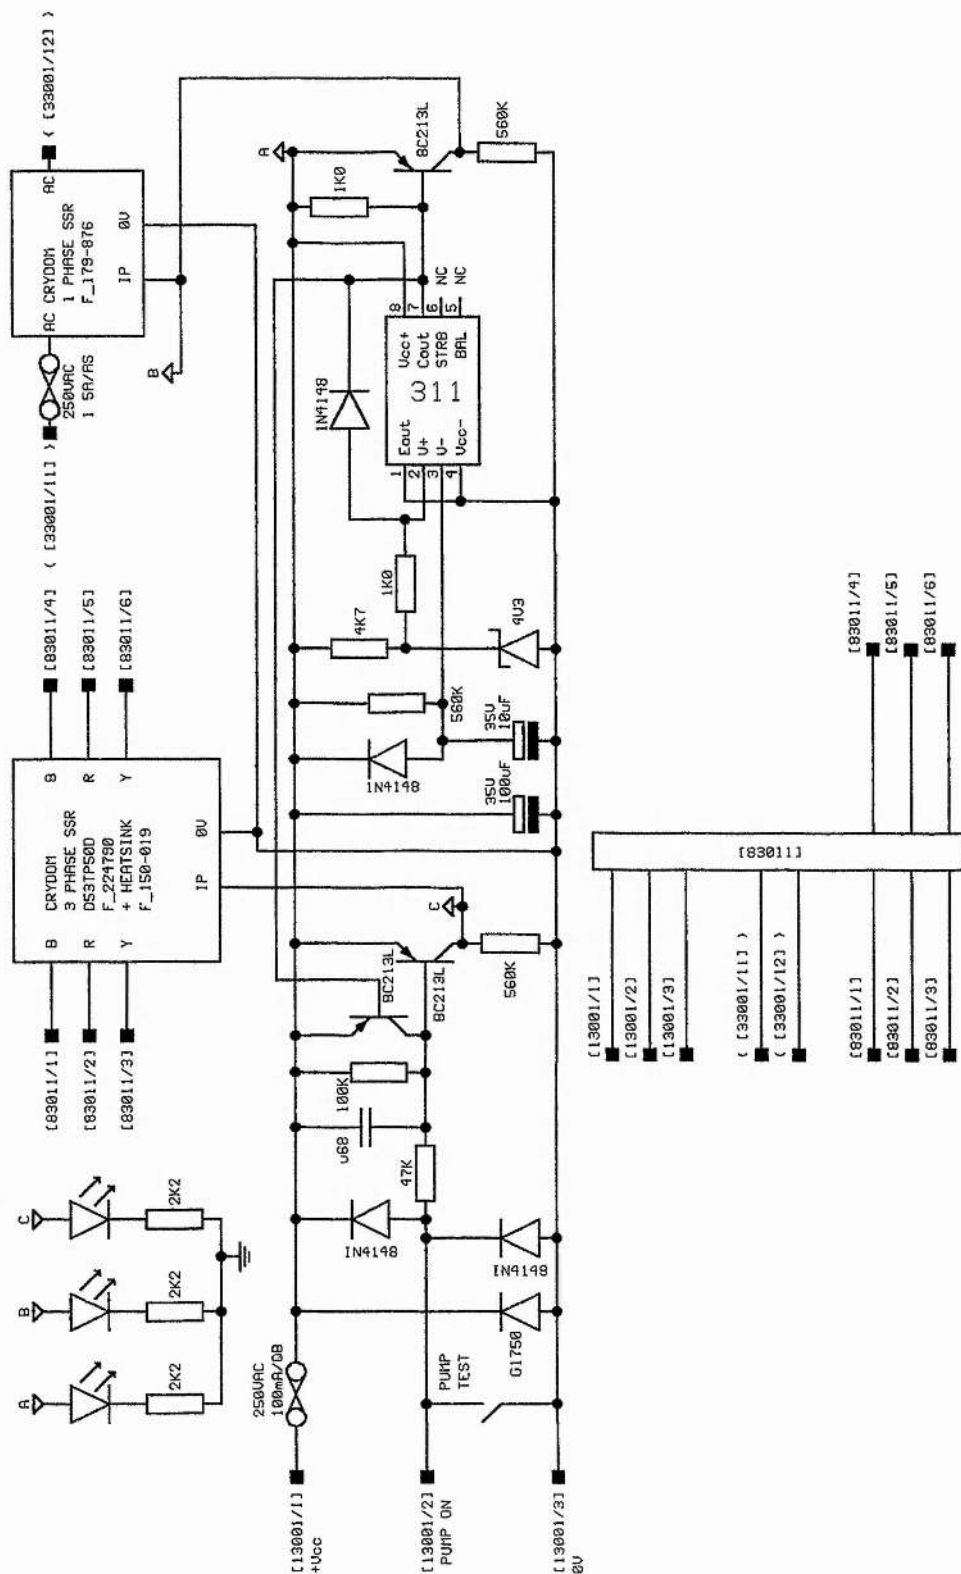 A
B
C
2K2
2K2
2K2
[83011/1]
[83011/2]
[83011/3]
B CRYDOM B
R 3 PHASE SSR R
D53TP50D
F_224790
Y + HEATSINK Y
F_150-019
IP
0V
[83011/4]
[83011/5]
[83011/6]
< [33001/11] >
250VAC
1 5A/AS
AC CRYDOM AC
1 PHASE SSR
F_179-876
IP
0V
< [33001/12] >
B
[13001/1]
+Vcc
250VAC
100mA/QB
[13001/2]
PUMP ON
PUMP
TEST
[13001/3]
0V
G1750
IN4148
IN4148
47K
u68
100K
BC213L
BC213L
560K
C
35V
100uF
35V
10uF
1N4148
560K
4K7
1K0
4V3
1N4148
1 Eout
2 V+
3 V-
4 Vcc-
311
Vcc+ 8
Cout 7
STRB 6 NC
BAL 5 NC
1K0
A
BC213L
560K
[13001/1]
[13001/2]
[13001/3]
< [33001/11] >
< [33001/12] >
[83011/1]
[83011/2]
[83011/3]
[83011]
[83011/4]
[83011/5]
[83011/6]